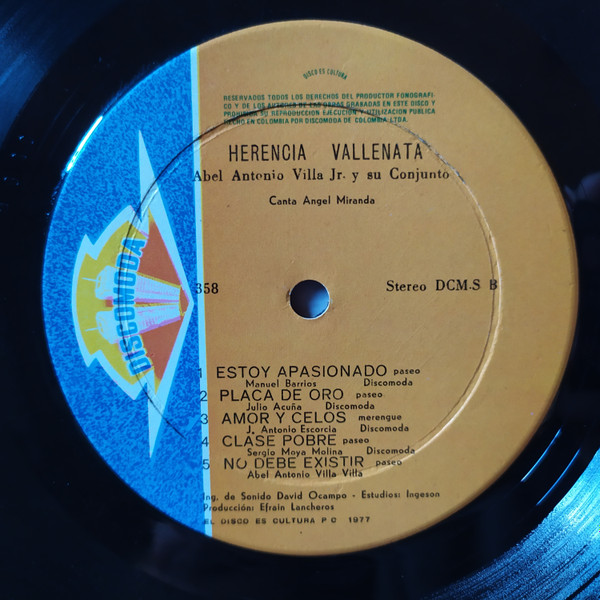 DISCO ES CULTURA
RESERVADOS TODOS LOS DERECHOS DEL PRODUCTOR FONOGRAFI-
CO Y DE LOS AUTORES DE LAS OBRAS GRABADAS EN ESTE DISCO Y
PROHIBIDA SU REPRODUCCION EJECUCION Y UTILIZACION PUBLICA
HECHO EN COLOMBIA POR DISCOMODA DE COLOMBIA LTDA.
HERENCIA VALLENATA
Abel Antonio Villa Jr. y su Conjunto
Canta Angel Miranda
DISCOMODA
358 Stereo DCM.S B
1 ESTOY APASIONADO paseo
Manuel Barrios Discomoda
2 PLACA DE ORO paseo
Julio Acuña Discomoda
3 AMOR Y CELOS merengue
J. Antonio Escorcia Discomoda
4 CLASE POBRE paseo
Sergio Moya Molina Discomoda
5 NO DEBE EXISTIR paseo
Abel Antonio Villa Villa
Ing. de Sonido David Ocampo - Estudios: Ingeson
Producción: Efraín Lancheros
EL DISCO ES CULTURA P C 1977